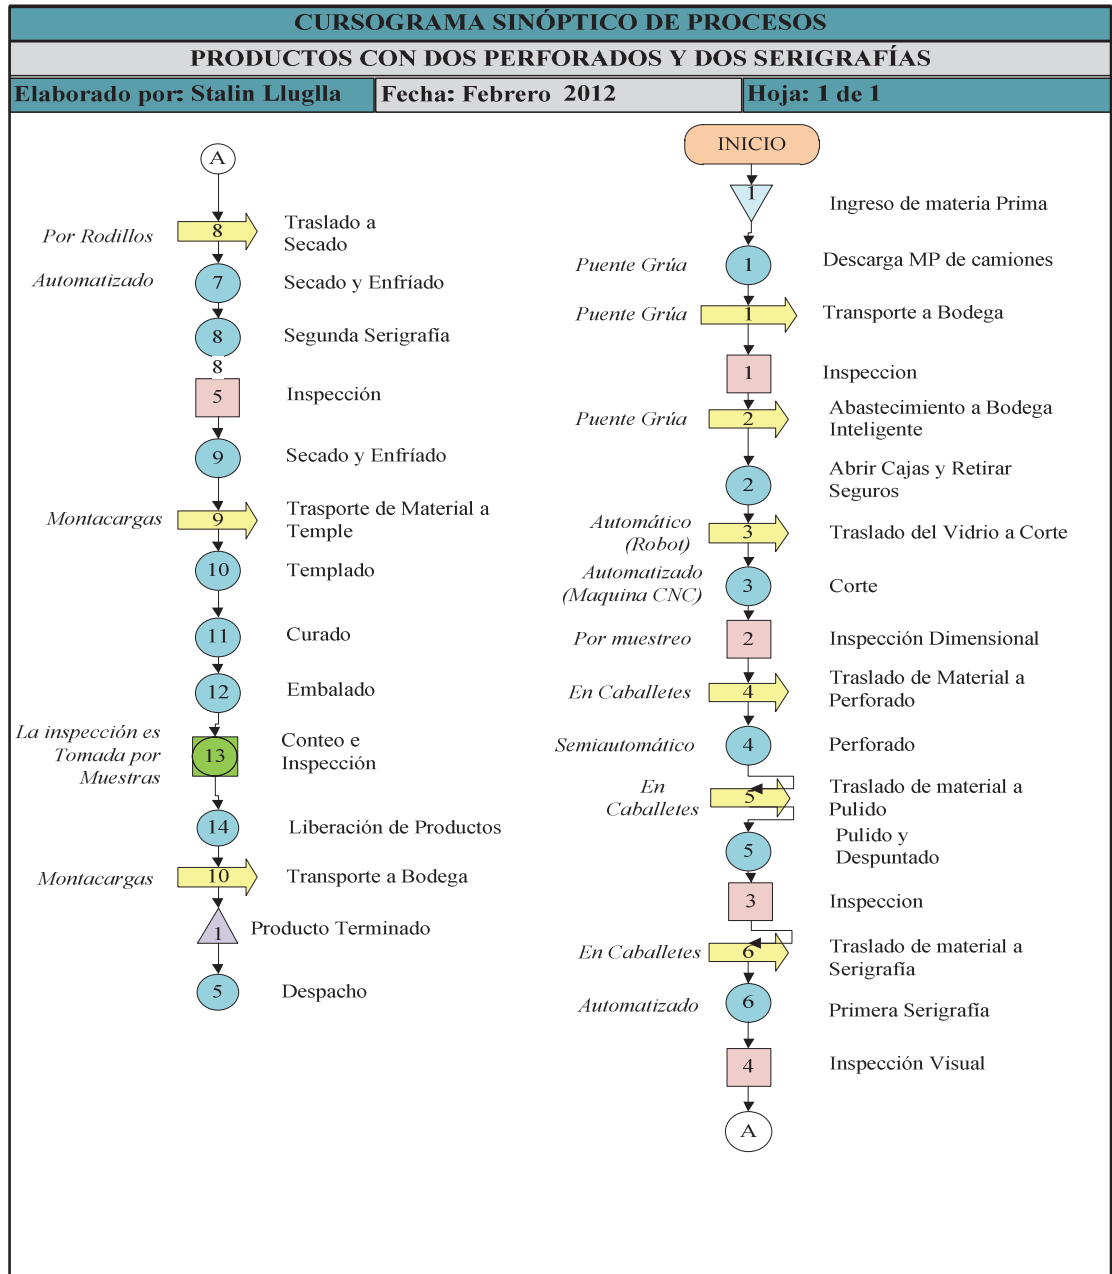 CURSOGRAMA SINÓPTICO DE PROCESOS
PRODUCTOS CON DOS PERFORADOS Y DOS SERIGRAFÍAS
Elaborado por: Stalin Lluglla
Fecha: Febrero 2012
Hoja: 1 de 1
A
Por Rodillos
8
Traslado a
Secado
Automatizado
7
Secado y Enfríado
8
Segunda Serigrafía
8
5
Inspección
9
Secado y Enfríado
Montacargas
9
Trasporte de Material a
Temple
10
Templado
11
Curado
12
Embalado
La inspección es
Tomada por
Muestras
13
Conteo e
Inspección
14
Liberación de Productos
Montacargas
10
Transporte a Bodega
1
Producto Terminado
5
Despacho
INICIO
1
Ingreso de materia Prima
Puente Grúa
1
Descarga MP de camiones
Puente Grúa
1
Transporte a Bodega
1
Inspeccion
Puente Grúa
2
Abastecimiento a Bodega
Inteligente
2
Abrir Cajas y Retirar
Seguros
Automático
(Robot)
3
Traslado del Vidrio a Corte
Automatizado
(Maquina CNC)
3
Corte
Por muestreo
2
Inspección Dimensional
En Caballetes
4
Traslado de Material a
Perforado
Semiautomático
4
Perforado
En
Caballetes
5
Traslado de material a
Pulido
5
Pulido y
Despuntado
3
Inspeccion
En Caballetes
6
Traslado de material a
Serigrafía
Automatizado
6
Primera Serigrafía
4
Inspección Visual
A